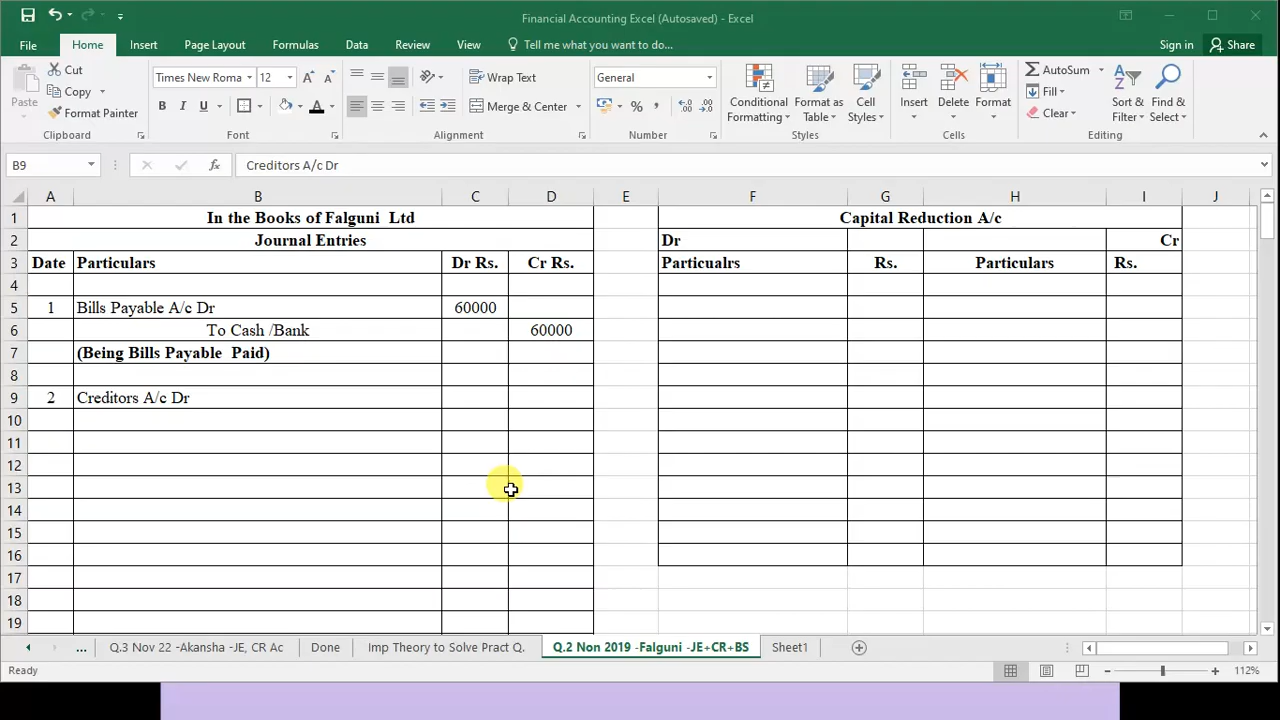 Financial Accounting Excel (Autosaved) - Excel
File Home Insert Page Layout Formulas Data Review View Tell me what you want to do... Sign in Share
Paste Cut Copy Format Painter
Times New Roma 12 A A B I U A
Wrap Text Merge & Center
General % ,
Conditional Formatting Format as Table Cell Styles
Insert Delete Format
AutoSum Fill Clear Sort & Filter Find & Select
Clipboard Font Alignment Number Styles Cells Editing
B9 fx Creditors A/c Dr
A B C D E F G H I J
1 In the Books of Falguni Ltd Capital Reduction A/c
2 Journal Entries Dr Cr
3 Date Particulars Dr Rs. Cr Rs. Particualrs Rs. Particulars Rs.
4
5 1 Bills Payable A/c Dr 60000
6 To Cash /Bank 60000
7 (Being Bills Payable Paid)
8
9 2 Creditors A/c Dr
10
11
12
13
14
15
16
17
18
19
... Q.3 Nov 22 -Akansha -JE, CR Ac Done Imp Theory to Solve Pract Q. Q.2 Non 2019 -Falguni -JE+CR+BS Sheet1
Ready 112%